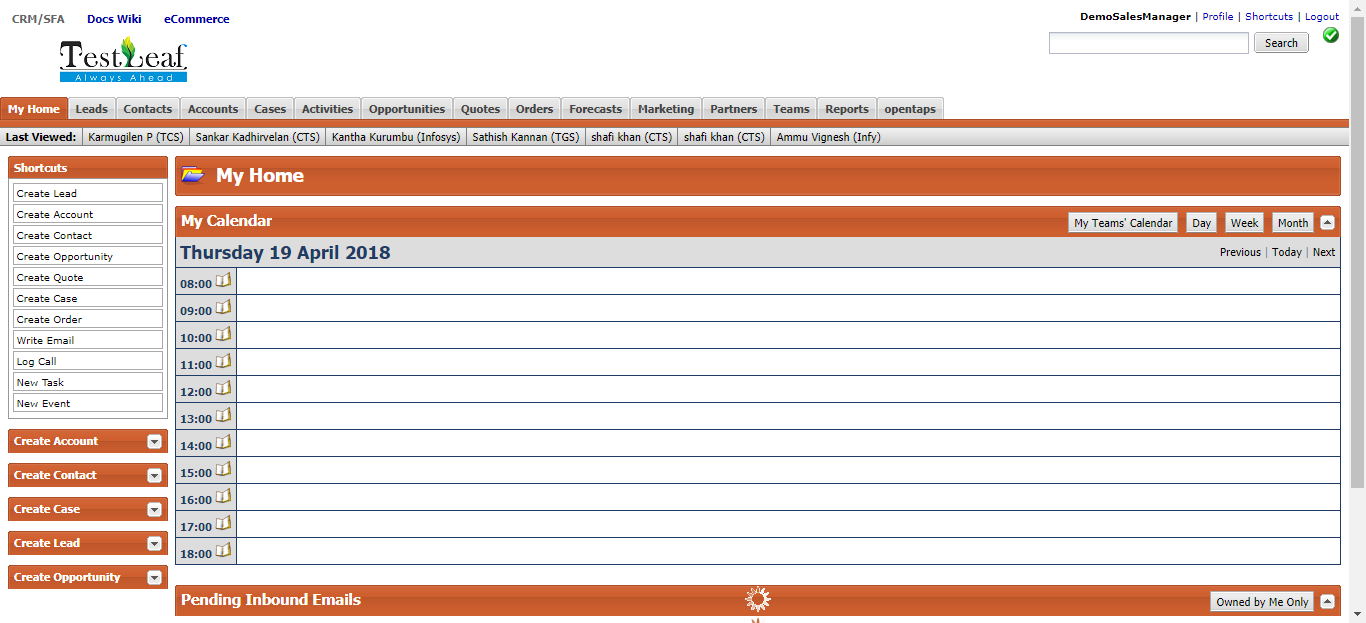 CRM/SFA Docs Wiki eCommerce
DemoSalesManager | Profile | Shortcuts | Logout
TestLeaf
Always Ahead
Search
My Home Leads Contacts Accounts Cases Activities Opportunities Quotes Orders Forecasts Marketing Partners Teams Reports opentaps
Last Viewed: Karmugilen P (TCS) Sankar Kadhirvelan (CTS) Kantha Kurumbu (Infosys) Sathish Kannan (TGS) shafi khan (CTS) shafi khan (CTS) Ammu Vignesh (Infy)
Shortcuts
Create Lead
Create Account
Create Contact
Create Opportunity
Create Quote
Create Case
Create Order
Write Email
Log Call
New Task
New Event
Create Account
Create Contact
Create Case
Create Lead
Create Opportunity
My Home
My Calendar My Teams' Calendar Day Week Month
Thursday 19 April 2018 Previous | Today | Next
08:00
09:00
10:00
11:00
12:00
13:00
14:00
15:00
16:00
17:00
18:00
Pending Inbound Emails Owned by Me Only